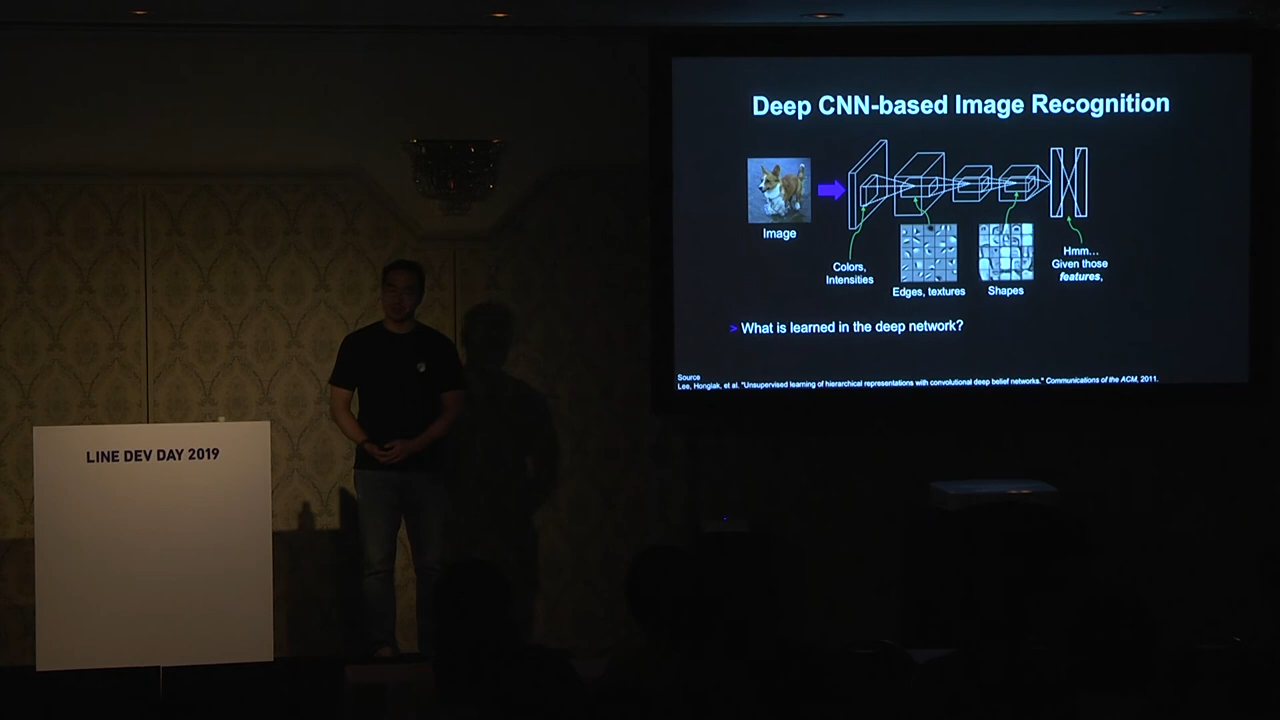 LINE DEV DAY 2019
Deep CNN-based Image Recognition
Image
Colors,
Intensities
Edges, textures
Shapes
Hmm...
Given those
features,
> What is learned in the deep network?
Source
Lee, Honglak, et al. "Unsupervised learning of hierarchical representations with convolutional deep belief networks." Communications of the ACM, 2011.